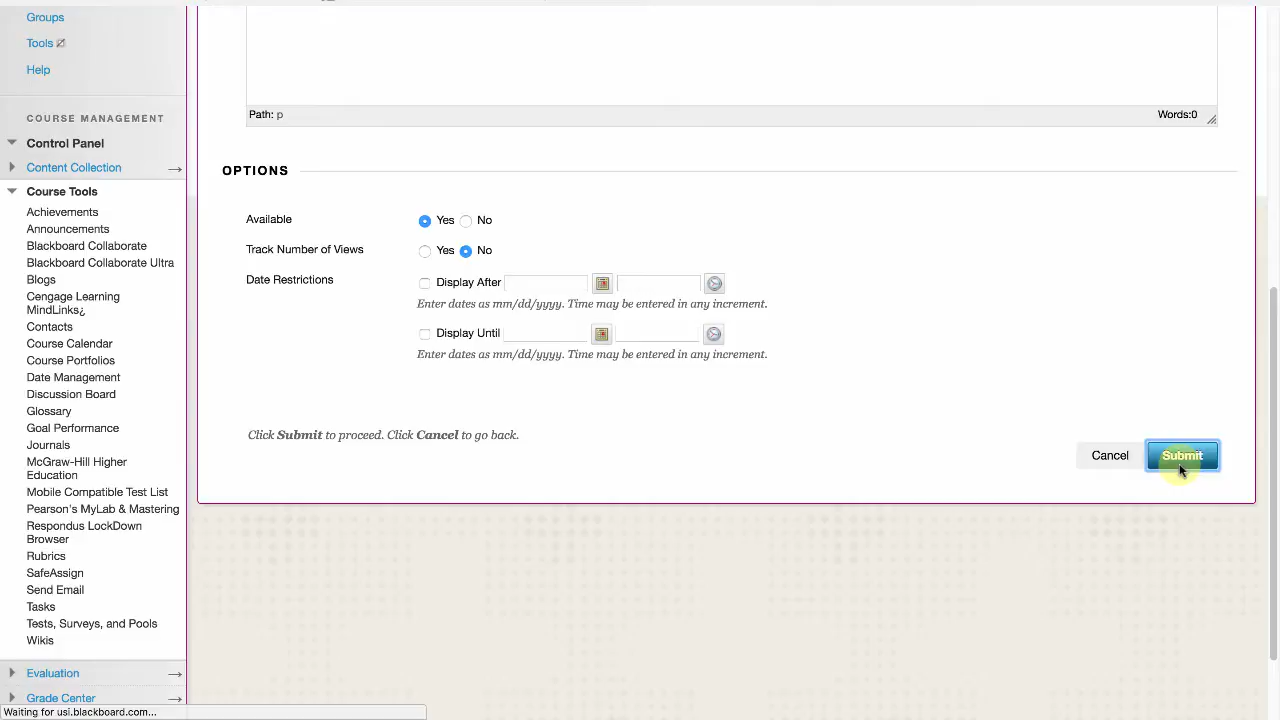 Groups
Tools
Help
COURSE MANAGEMENT
Control Panel
Content Collection
Course Tools
Achievements
Announcements
Blackboard Collaborate
Blackboard Collaborate Ultra
Blogs
Cengage Learning
MindLinks¿
Contacts
Course Calendar
Course Portfolios
Date Management
Discussion Board
Glossary
Goal Performance
Journals
McGraw-Hill Higher
Education
Mobile Compatible Test List
Pearson's MyLab & Mastering
Respondus LockDown
Browser
Rubrics
SafeAssign
Send Email
Tasks
Tests, Surveys, and Pools
Wikis
Evaluation
Grade Center
Waiting for usi.blackboard.com...
Path: p
Words:0
OPTIONS
Available Yes No
Track Number of Views Yes No
Date Restrictions Display After
Enter dates as mm/dd/yyyy. Time may be entered in any increment.
Display Until
Enter dates as mm/dd/yyyy. Time may be entered in any increment.
Click Submit to proceed. Click Cancel to go back.
Cancel Submit